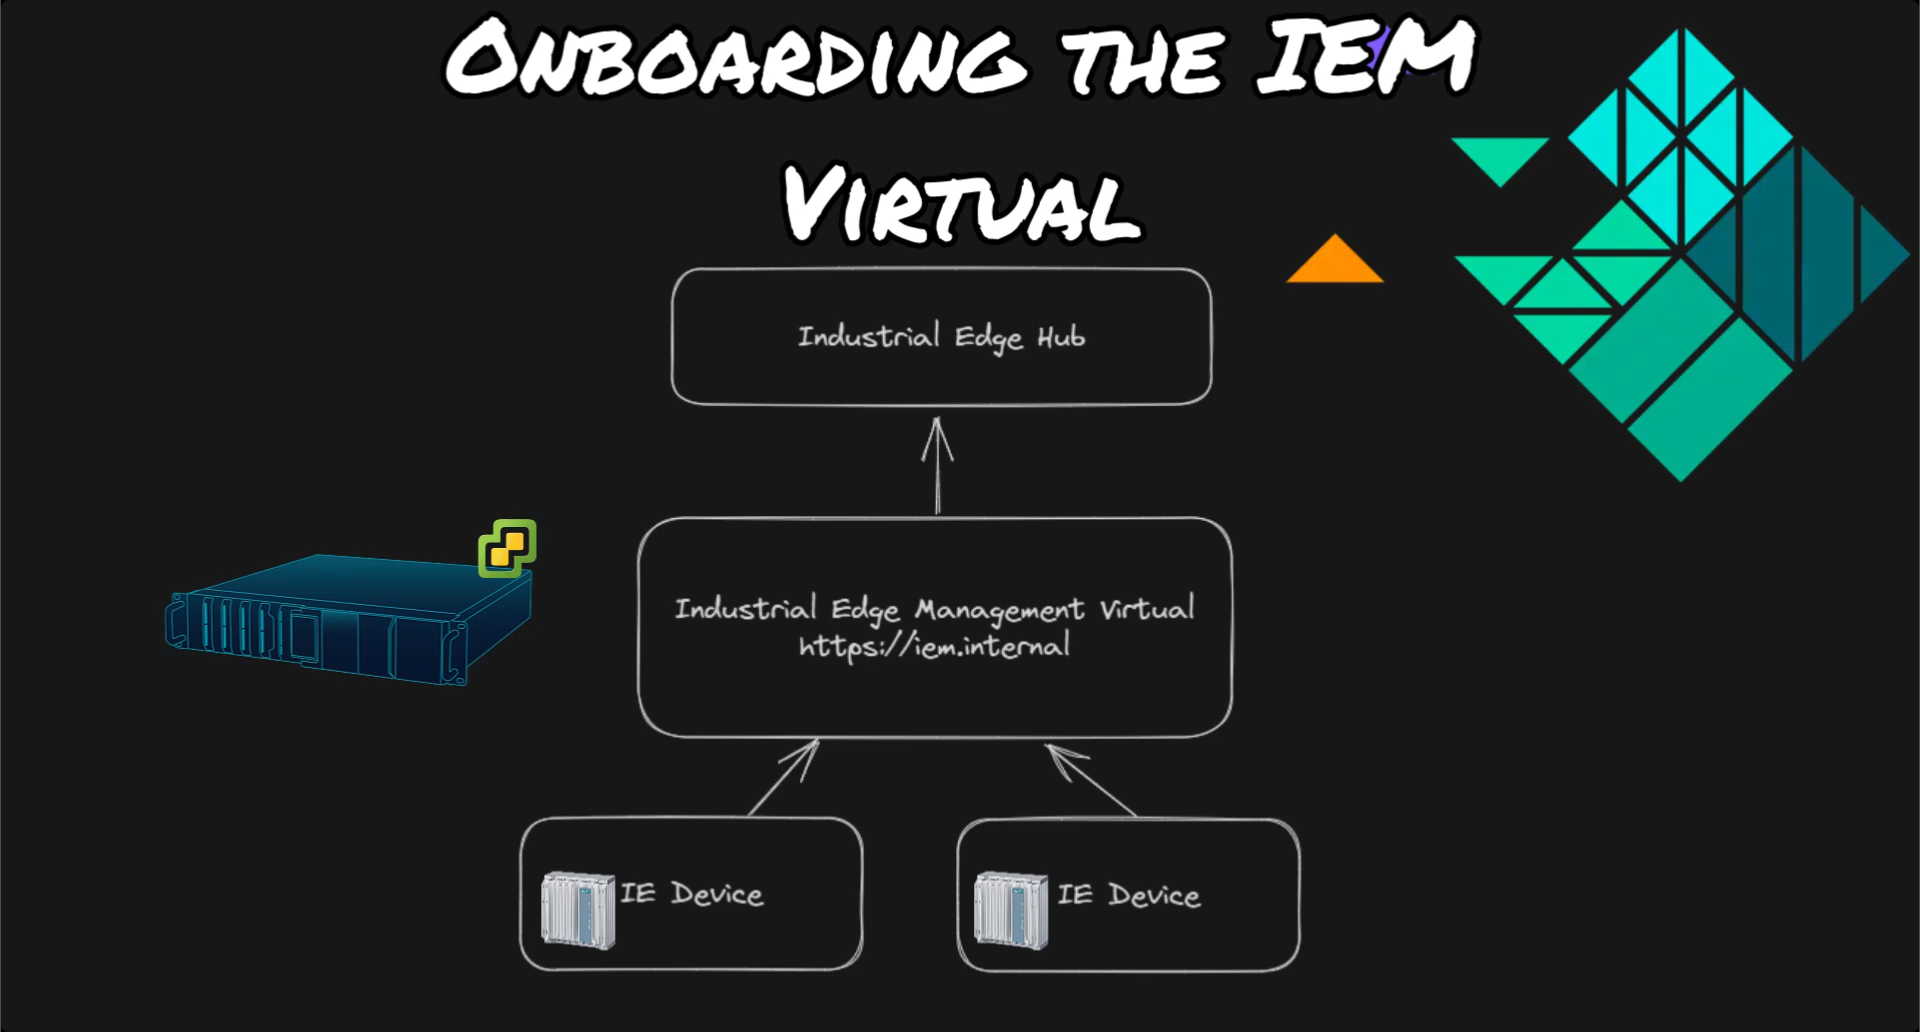 ONBOARDING THE IEM
VIRTUAL
Industrial Edge Hub
Industrial Edge Management Virtual
https://iem.internal
IE Device
IE Device